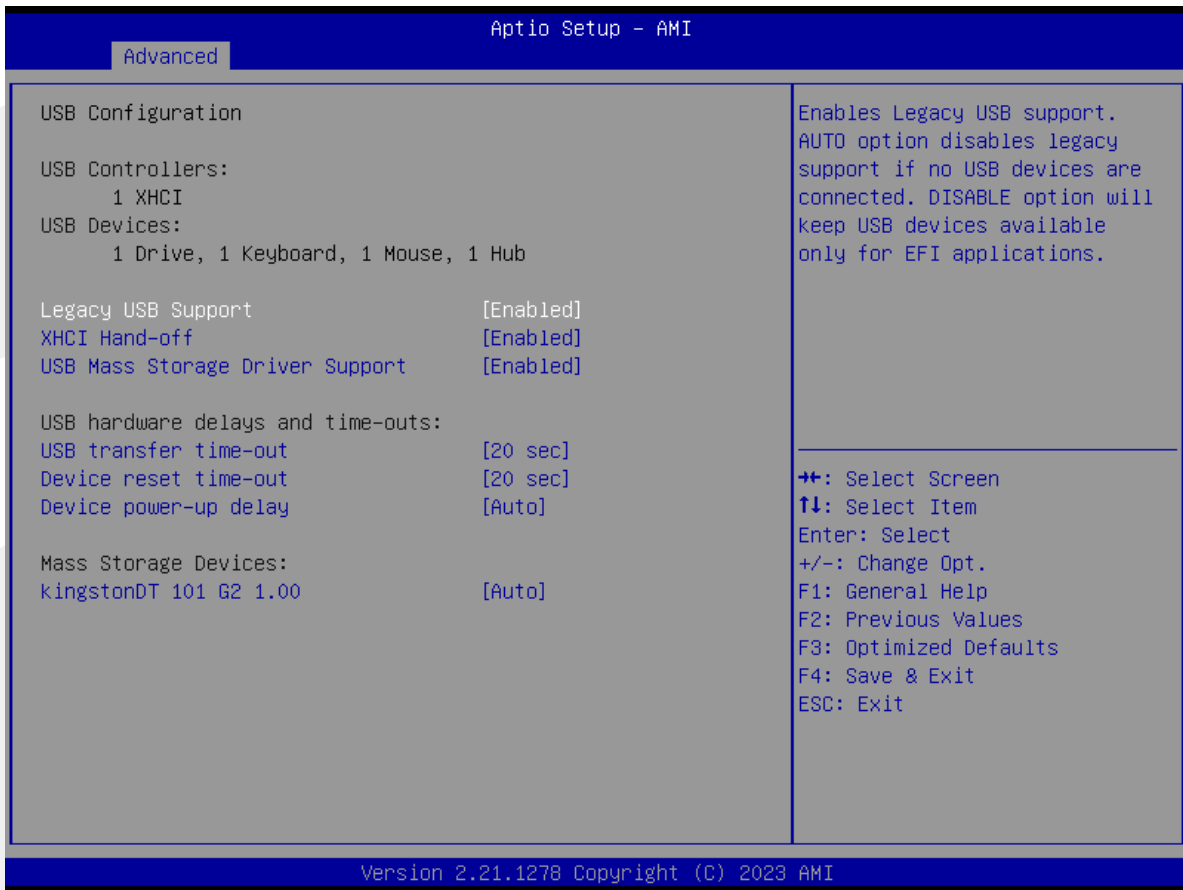 Aptio Setup - AMI
Advanced
USB Configuration
USB Controllers:
1 XHCI
USB Devices:
1 Drive, 1 Keyboard, 1 Mouse, 1 Hub
Legacy USB Support [Enabled]
XHCI Hand-off [Enabled]
USB Mass Storage Driver Support [Enabled]
USB hardware delays and time-outs:
USB transfer time-out [20 sec]
Device reset time-out [20 sec]
Device power-up delay [Auto]
Mass Storage Devices:
kingstonDT 101 G2 1.00 [Auto]
Enables Legacy USB support.
AUTO option disables legacy
support if no USB devices are
connected. DISABLE option will
keep USB devices available
only for EFI applications.
→←: Select Screen
↑↓: Select Item
Enter: Select
+/-: Change Opt.
F1: General Help
F2: Previous Values
F3: Optimized Defaults
F4: Save & Exit
ESC: Exit
Version 2.21.1278 Copyright (C) 2023 AMI